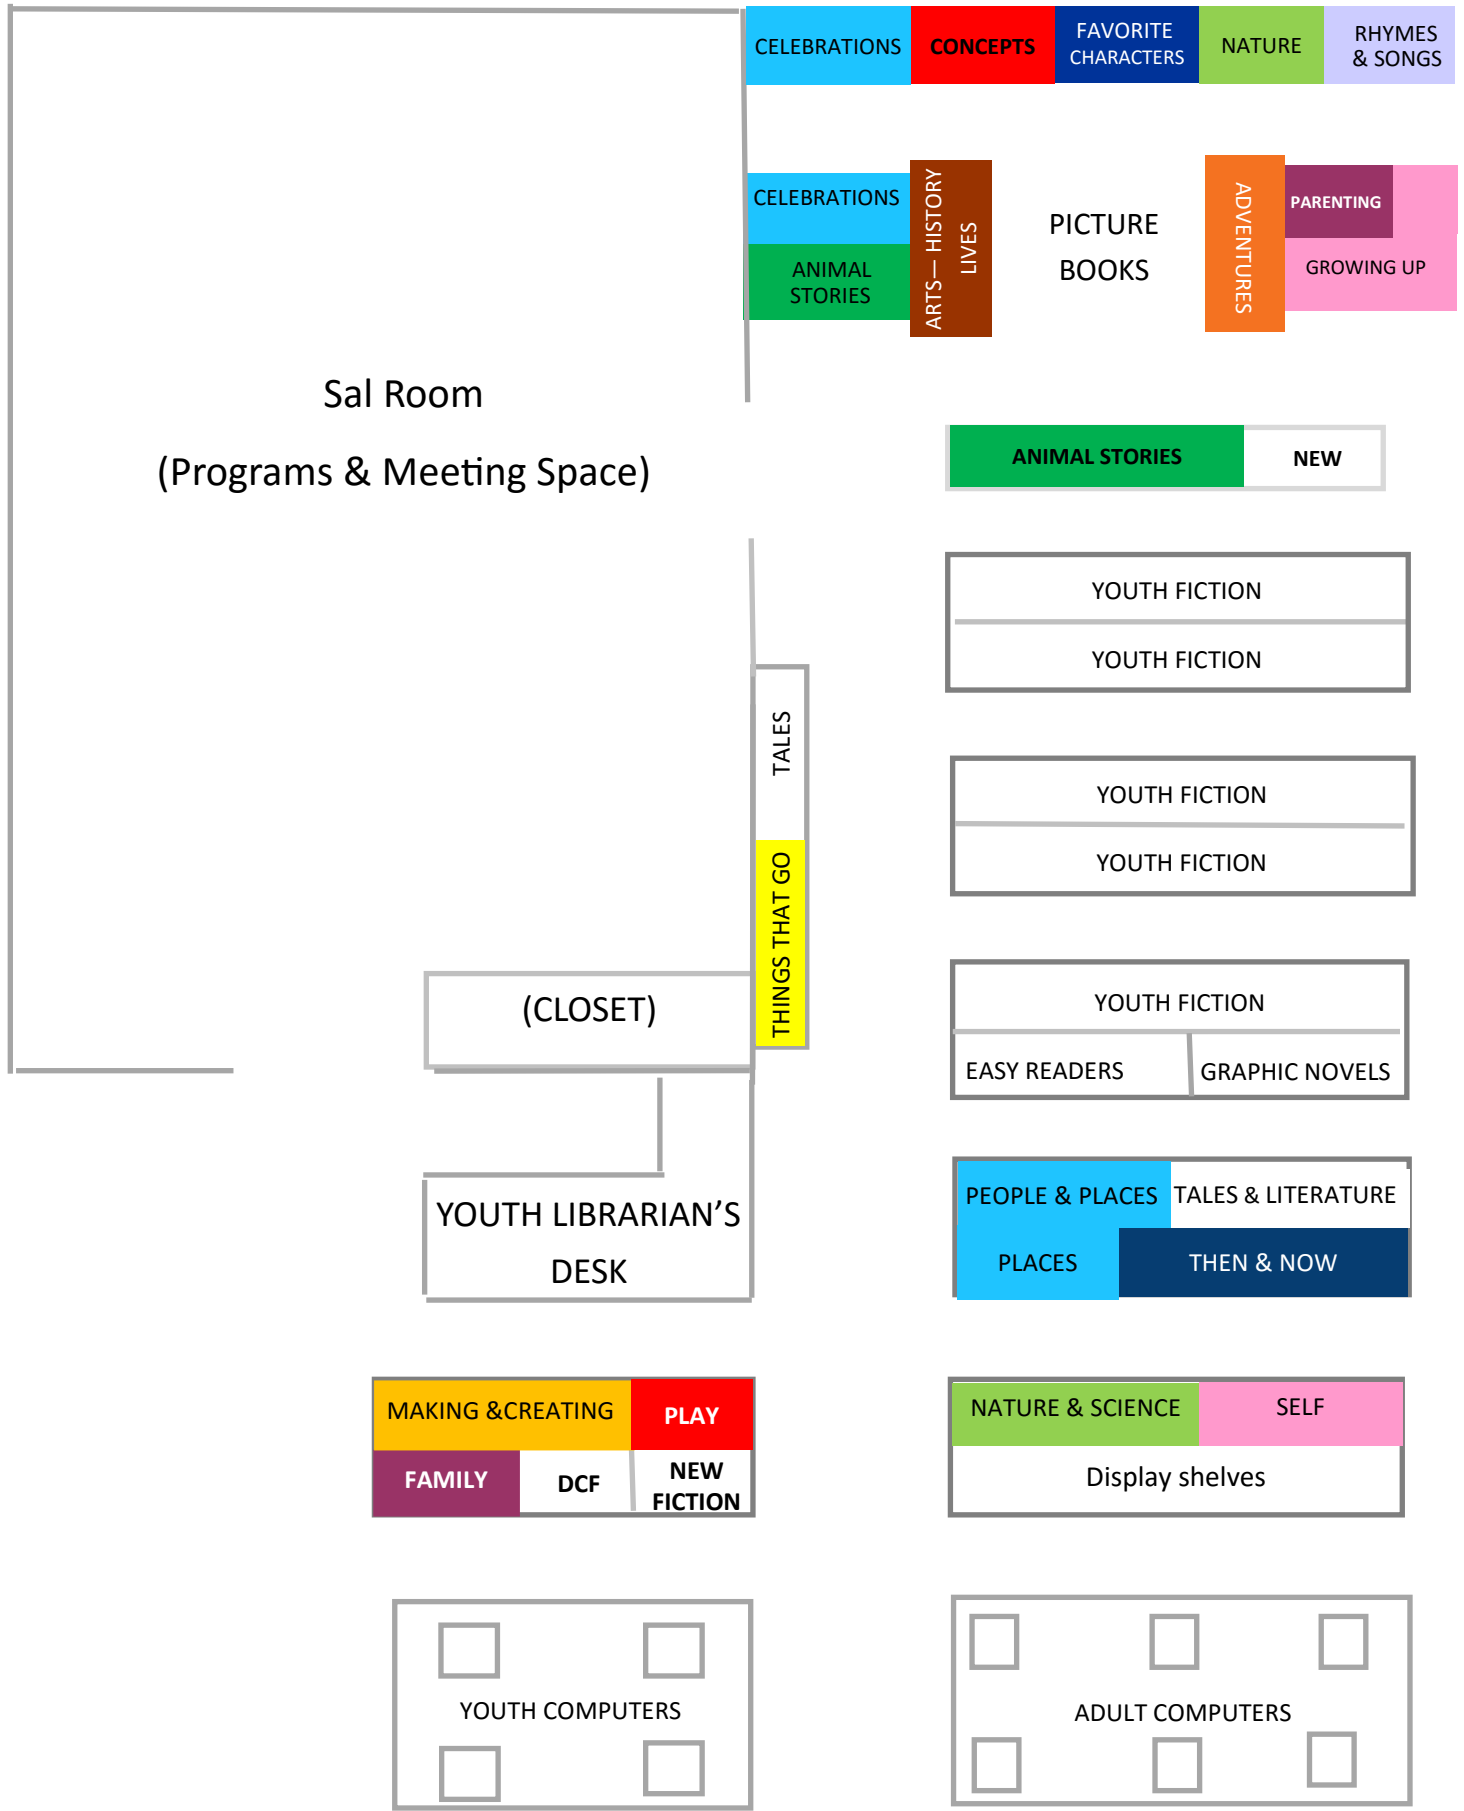 CELEBRATIONS
CONCEPTS
FAVORITE
CHARACTERS
NATURE
RHYMES
& SONGS
CELEBRATIONS
ANIMAL
STORIES
ARTS— HISTORY
LIVES
PICTURE
BOOKS
ADVENTURES
PARENTING
GROWING UP
Sal Room
(Programs & Meeting Space)
ANIMAL STORIES
NEW
YOUTH FICTION
YOUTH FICTION
TALES
THINGS THAT GO
YOUTH FICTION
YOUTH FICTION
(CLOSET)
YOUTH FICTION
EASY READERS
GRAPHIC NOVELS
YOUTH LIBRARIAN’S
DESK
PEOPLE & PLACES
TALES & LITERATURE
PLACES
THEN & NOW
MAKING &CREATING
PLAY
FAMILY
DCF
NEW
FICTION
NATURE & SCIENCE
SELF
Display shelves
YOUTH COMPUTERS
ADULT COMPUTERS